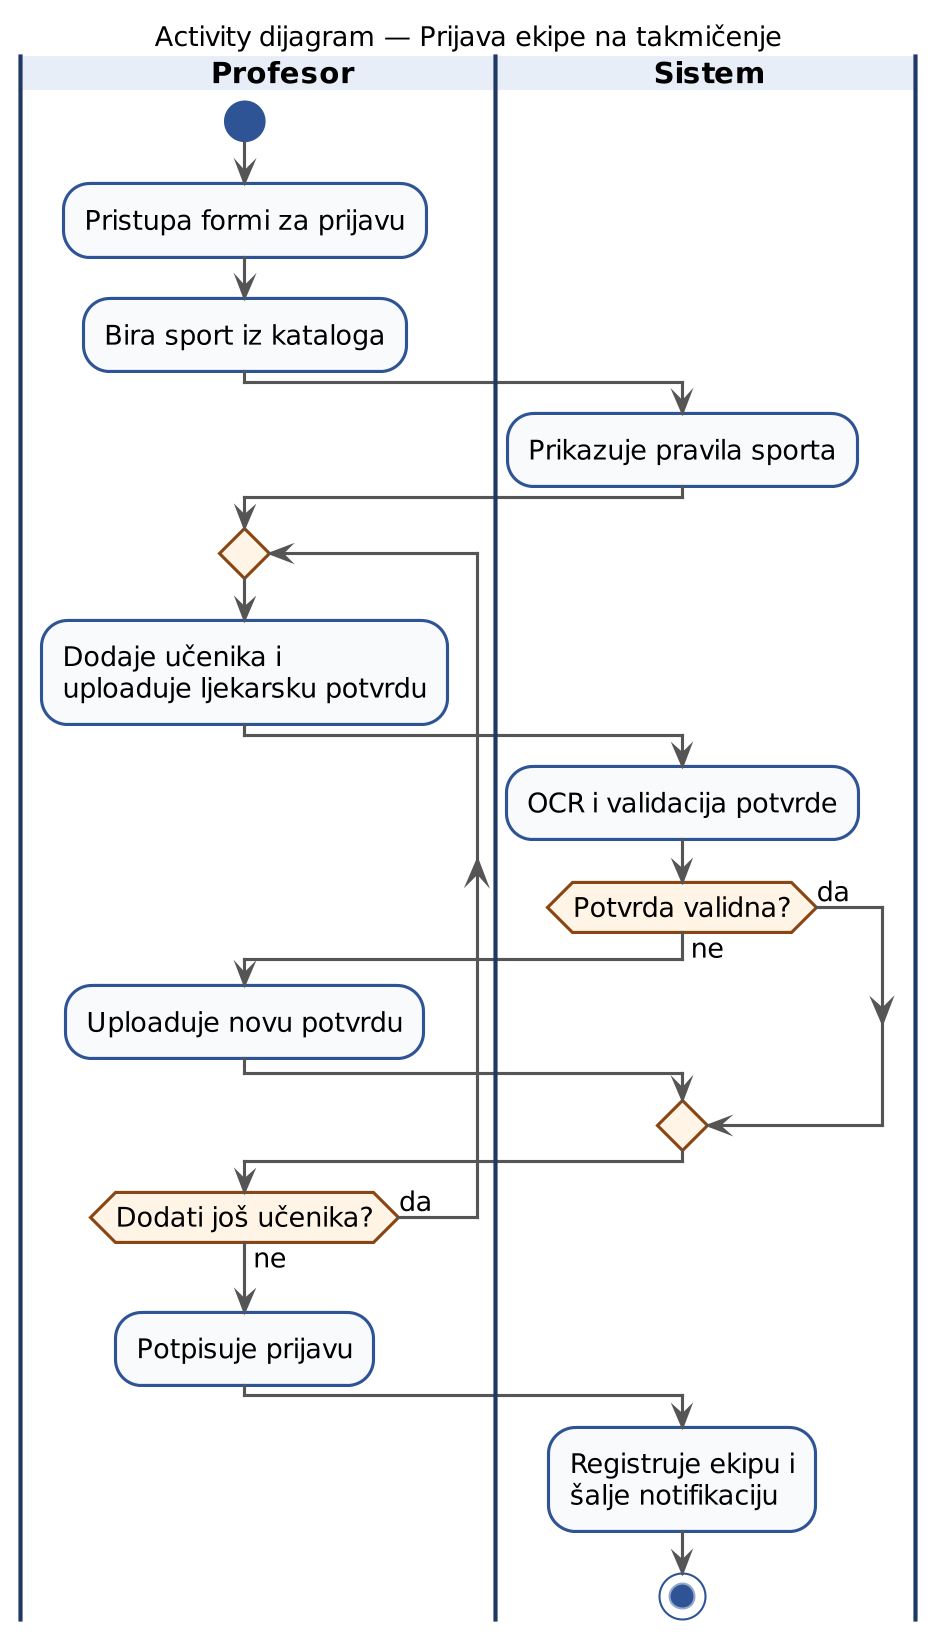 Activity dijagram — Prijava ekipe na takmičenje
Profesor
Sistem
Pristupa formi za prijavu
Bira sport iz kataloga
Prikazuje pravila sporta
Dodaje učenika i
uploaduje ljekarsku potvrdu
OCR i validacija potvrde
Potvrda validna?
da
ne
Uploaduje novu potvrdu
Dodati još učenika?
da
ne
Potpisuje prijavu
Registruje ekipu i
šalje notifikaciju